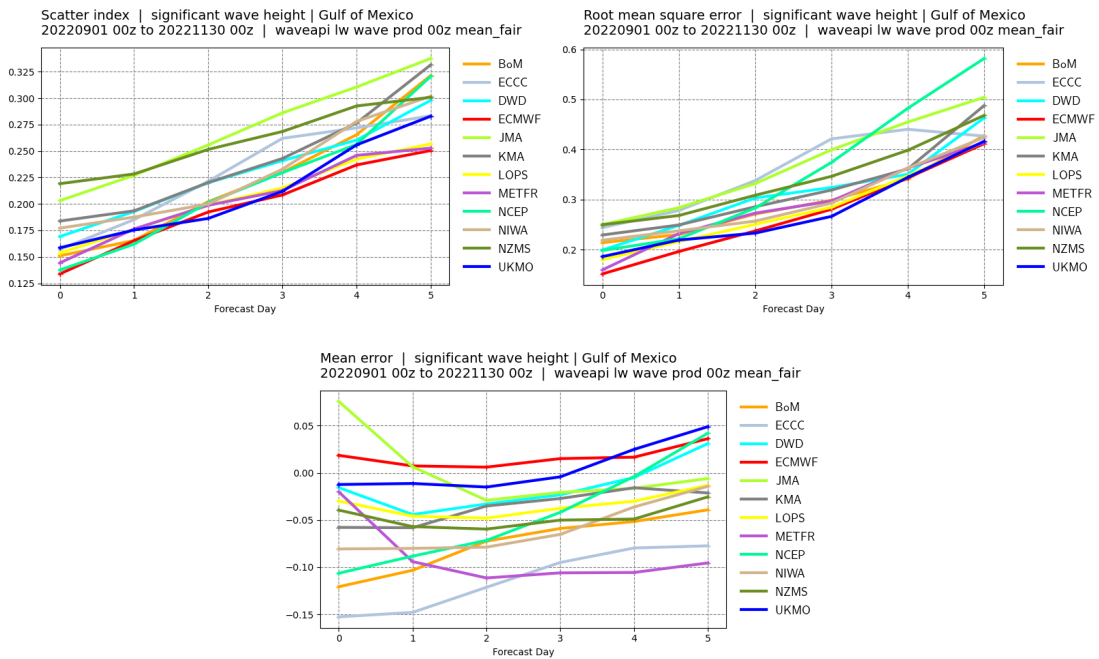 Scatter index | significant wave height | Gulf of Mexico
20220901 00z to 20221130 00z | waveapi lw wave prod 00z mean_fair
0.325
0.300
0.275
0.250
0.225
0.200
0.175
0.150
0.125
0 1 2 3 4 5
Forecast Day
BoM
ECCC
DWD
ECMWF
JMA
KMA
LOPS
METFR
NCEP
NIWA
NZMS
UKMO
Root mean square error | significant wave height | Gulf of Mexico
20220901 00z to 20221130 00z | waveapi lw wave prod 00z mean_fair
0.6
0.5
0.4
0.3
0.2
0 1 2 3 4 5
Forecast Day
BoM
ECCC
DWD
ECMWF
JMA
KMA
LOPS
METFR
NCEP
NIWA
NZMS
UKMO
Mean error | significant wave height | Gulf of Mexico
20220901 00z to 20221130 00z | waveapi lw wave prod 00z mean_fair
0.05
0.00
−0.05
−0.10
−0.15
0 1 2 3 4 5
Forecast Day
BoM
ECCC
DWD
ECMWF
JMA
KMA
LOPS
METFR
NCEP
NIWA
NZMS
UKMO